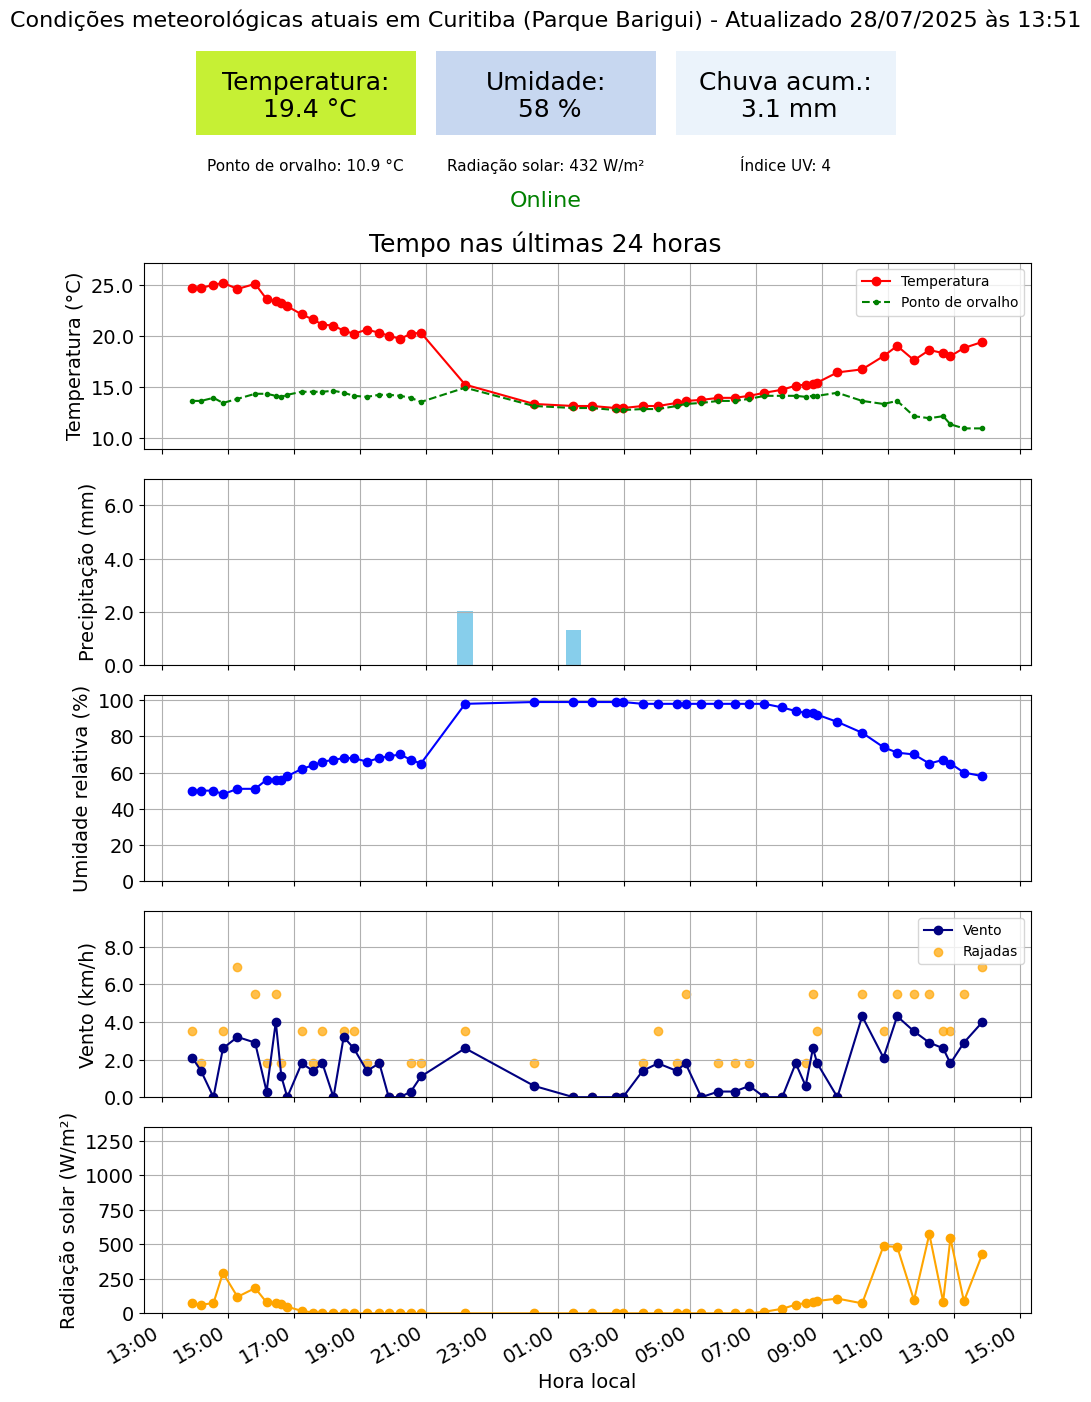 Condições meteorológicas atuais em Curitiba (Parque Barigui) - Atualizado 28/07/2025 às 13:51
Temperatura:
19.4 °C
Umidade:
58 %
Chuva acum.:
3.1 mm
Ponto de orvalho: 10.9 °C
Radiação solar: 432 W/m²
Índice UV: 4
Online
Tempo nas últimas 24 horas
Temperatura (°C)
25.0
20.0
15.0
10.0
Temperatura
Ponto de orvalho
Precipitação (mm)
6.0
4.0
2.0
0.0
Umidade relativa (%)
100
80
60
40
20
0
Vento (km/h)
8.0
6.0
4.0
2.0
0.0
Vento
Rajadas
Radiação solar (W/m²)
1250
1000
750
500
250
0
13:00
15:00
17:00
19:00
21:00
23:00
01:00
03:00
05:00
07:00
09:00
11:00
13:00
15:00
Hora local